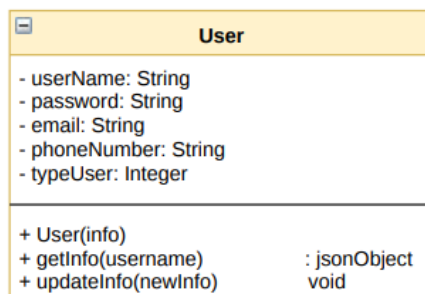 User
- userName: String
- password: String
- email: String
- phoneNumber: String
- typeUser: Integer
+ User(info)
+ getInfo(username) : jsonObject
+ updateInfo(newInfo) void